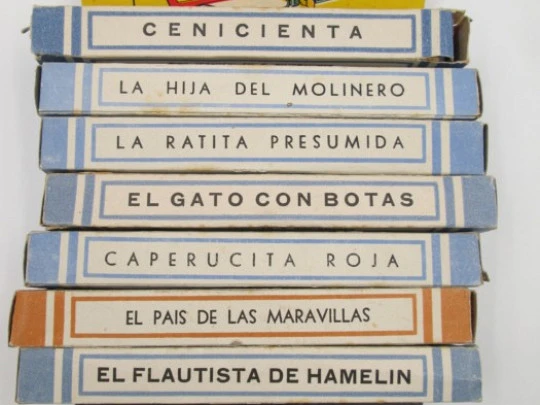 CENICIENTA
LA HIJA DEL MOLINERO
LA RATITA PRESUMIDA
EL GATO CON BOTAS
CAPERUCITA ROJA
EL PAIS DE LAS MARAVILLAS
EL FLAUTISTA DE HAMELIN